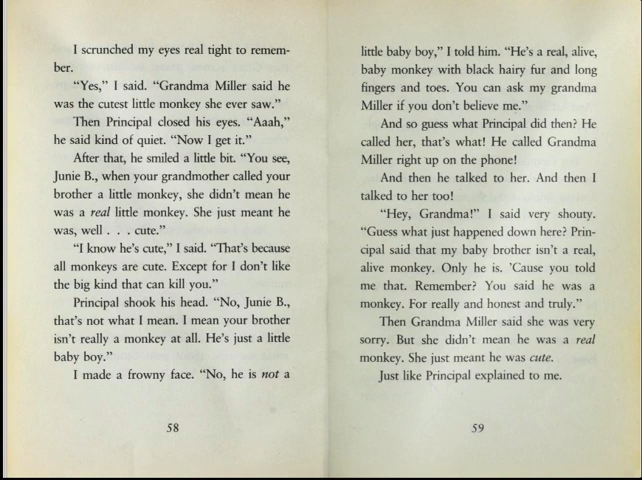 I scrunched my eyes real tight to remem-
ber.
“Yes,” I said. “Grandma Miller said he
was the cutest little monkey she ever saw.”
Then Principal closed his eyes. “Aaah,”
he said kind of quiet. “Now I get it.”
After that, he smiled a little bit. “You see,
Junie B., when your grandmother called your
brother a little monkey, she didn’t mean he
was a real little monkey. She just meant he
was, well . . . cute.”
“I know he’s cute,” I said. “That’s because
all monkeys are cute. Except for I don’t like
the big kind that can kill you.”
Principal shook his head. “No, Junie B.,
that’s not what I mean. I mean your brother
isn’t really a monkey at all. He’s just a little
baby boy.”
I made a frowny face. “No, he is not a
58
little baby boy,” I told him. “He’s a real, alive,
baby monkey with black hairy fur and long
fingers and toes. You can ask my grandma
Miller if you don’t believe me.”
And so guess what Principal did then? He
called her, that’s what! He called Grandma
Miller right up on the phone!
And then he talked to her. And then I
talked to her too!
“Hey, Grandma!” I said very shouty.
“Guess what just happened down here? Prin-
cipal said that my baby brother isn’t a real,
alive monkey. Only he is. ’Cause you told
me that. Remember? You said he was a
monkey. For really and honest and truly.”
Then Grandma Miller said she was very
sorry. But she didn’t mean he was a real
monkey. She just meant he was cute.
Just like Principal explained to me.
59